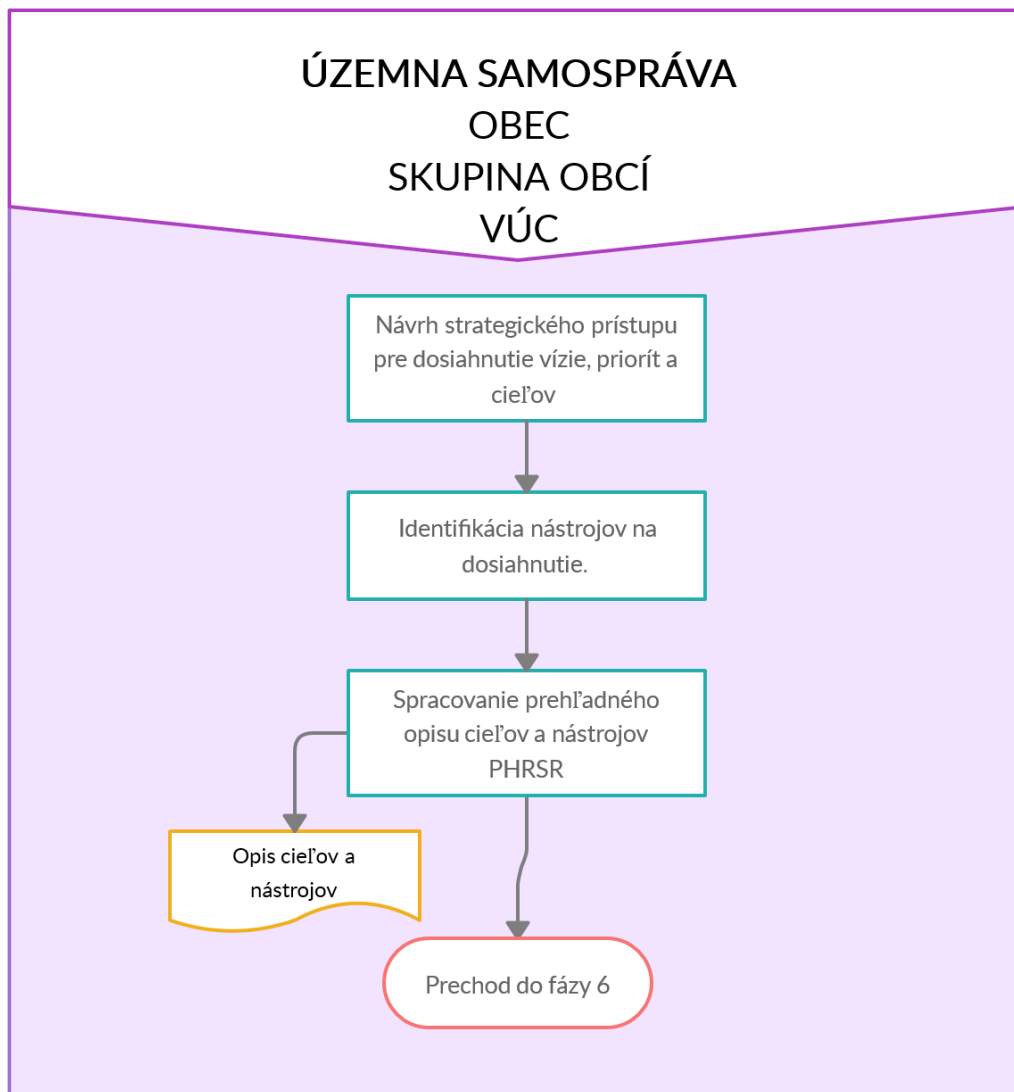 ÚZEMNA SAMOSPRÁVA
OBEC
SKUPINA OBCÍ
VÚC
Návrh strategického prístupu
pre dosiahnutie vízie, priorít a
cieľov
Identifikácia nástrojov na
dosiahnutie.
Spracovanie prehľadného
opisu cieľov a nástrojov
PHRSR
Opis cieľov a
nástrojov
Prechod do fázy 6